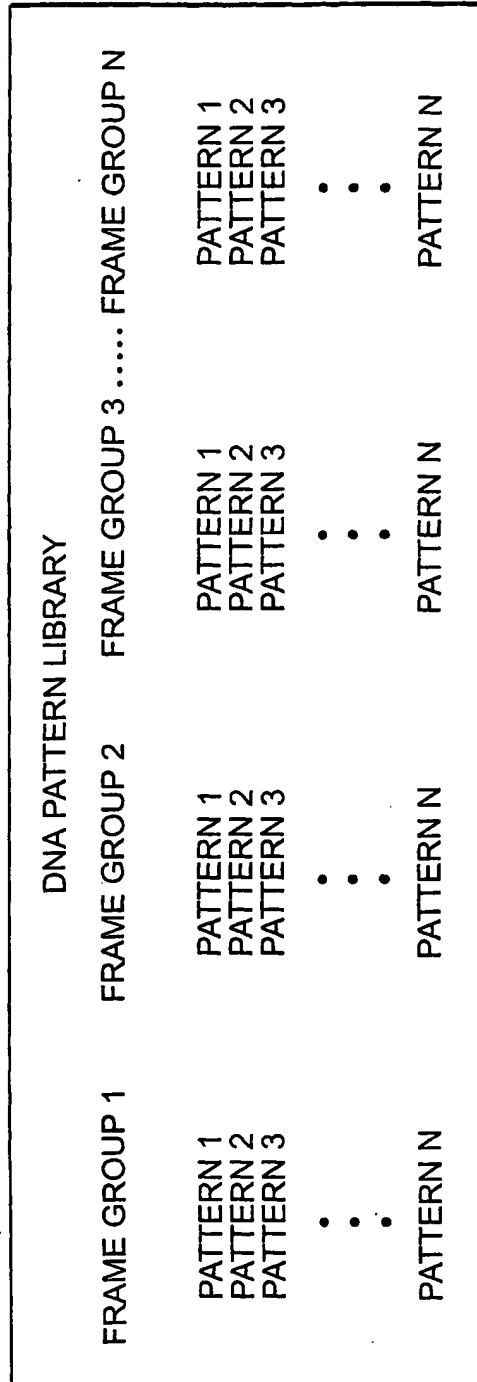 DNA PATTERN LIBRARY
FRAME GROUP 1 FRAME GROUP 2 FRAME GROUP 3 ..... FRAME GROUP N
PATTERN 1 PATTERN 1 PATTERN 1 PATTERN 1
PATTERN 2 PATTERN 2 PATTERN 2 PATTERN 2
PATTERN 3 PATTERN 3 PATTERN 3 PATTERN 3
PATTERN N PATTERN N PATTERN N PATTERN N